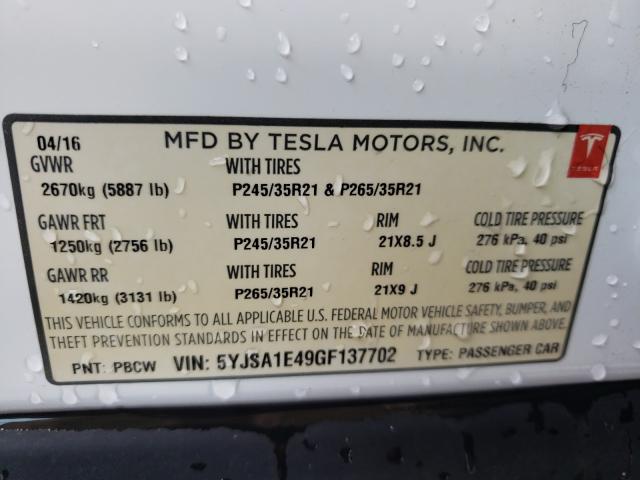 04/16 MFD BY TESLA MOTORS, INC.
GVWR WITH TIRES
2670kg (5887 lb) P245/35R21 & P265/35R21
TESLA
GAWR FRT WITH TIRES RIM COLD TIRE PRESSURE
1250kg (2756 lb) P245/35R21 21X8.5 J 276 kPa, 40 psi
GAWR RR WITH TIRES RIM COLD TIRE PRESSURE
1420kg (3131 lb) P265/35R21 21X9 J 276 kPa, 40 psi
THIS VEHICLE CONFORMS TO ALL APPLICABLE U.S. FEDERAL MOTOR VEHICLE SAFETY, BUMPER, AND
THEFT PREVENTION STANDARDS IN EFFECT ON THE DATE OF MANUFACTURE SHOWN ABOVE.
PNT: PBCW VIN: 5YJSA1E49GF137702 TYPE: PASSENGER CAR